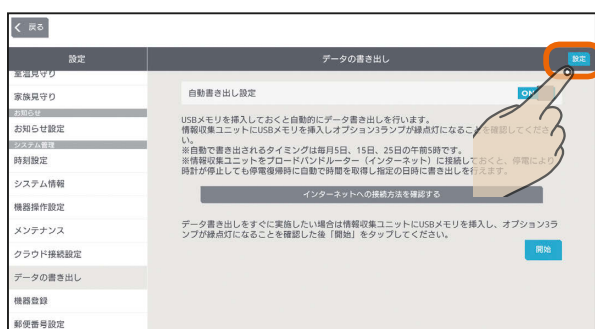 戻る
設定
データの書き出し
設定
室温見守り
家族見守り
お知らせ
お知らせ設定
システム管理
時刻設定
システム情報
機器操作設定
メンテナンス
クラウド接続設定
データの書き出し
機器登録
郵便番号設定
自動書き出し設定
ON
USBメモリを挿入しておくと自動的にデータ書き出しを行います。
情報収集ユニットにUSBメモリを挿入しオプション3ランプが緑点灯になることを確認してくださ
い。
※自動で書き出されるタイミングは毎月5日、15日、25日の午前5時です。
※情報収集ユニットをブロードバンドルーター（インターネット）に接続しておくと、停電により
時計が停止しても停電復帰時に自動で時間を取得し指定の日時に書き出しを行えます。
インターネットへの接続方法を確認する
データ書き出しをすぐに実施したい場合は情報収集ユニットにUSBメモリを挿入し、オプション3ラ
ンプが緑点灯になることを確認した後「開始」をタップしてください。
開始